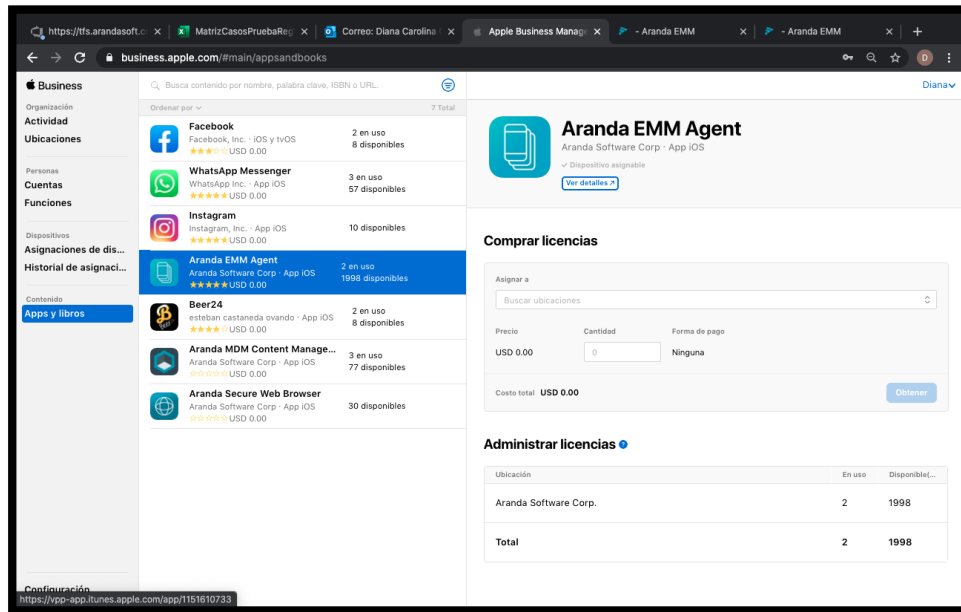 https://tfs.arandasoft.c
MatrizCasosPruebaReg
Correo: Diana Carolina
Apple Business Manage
- Aranda EMM
- Aranda EMM
business.apple.com/#main/appsandbooks
D
Business
Organización
Actividad
Ubicaciones
Personas
Cuentas
Funciones
Dispositivos
Asignaciones de dis...
Historial de asignaci...
Contenido
Apps y libros
Configuración
https://vpp-app.itunes.apple.com/app/1151610733
Busca contenido por nombre, palabra clave, ISBN o URL.
Ordenar por
7 Total
Facebook
Facebook, Inc. · iOS y tvOS
USD 0.00
2 en uso
8 disponibles
WhatsApp Messenger
WhatsApp Inc. · App iOS
USD 0.00
3 en uso
57 disponibles
Instagram
Instagram, Inc. · App iOS
USD 0.00
10 disponibles
Aranda EMM Agent
Aranda Software Corp · App iOS
USD 0.00
2 en uso
1998 disponibles
Beer24
esteban castaneda ovando · App iOS
USD 0.00
2 en uso
8 disponibles
Aranda MDM Content Manage...
Aranda Software Corp · App iOS
USD 0.00
3 en uso
77 disponibles
Aranda Secure Web Browser
Aranda Software Corp · App iOS
USD 0.00
30 disponibles
Diana
Aranda EMM Agent
Aranda Software Corp · App iOS
Dispositivo asignable
Ver detalles
Comprar licencias
Asignar a
Buscar ubicaciones
Precio Cantidad Forma de pago
USD 0.00 0 Ninguna
Costo total USD 0.00
Obtener
Administrar licencias
Ubicación En uso Disponible(...
Aranda Software Corp. 2 1998
Total 2 1998